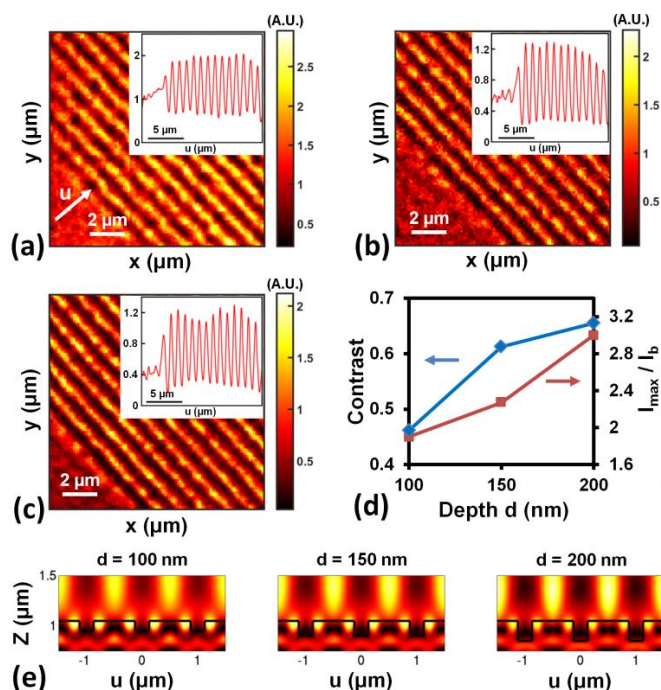 (A.U.)
2
1
0
5 µm
u (µm)
2.5
2
1.5
1
0.5
y (µm)
u
2 µm
(a)
x (µm)
(A.U.)
1.2
0.8
0.4
0
5 µm
u (µm)
2.5
2
1.5
1
0.5
y (µm)
2 µm
(b)
x (µm)
(A.U.)
1.2
0.8
0.4
0
5 µm
u (µm)
2
1.5
1
0.5
y (µm)
2 µm
(c)
x (µm)
0.7
0.6
0.5
0.4
Contrast
3.2
2.8
2.4
2
1.6
Imax / Ib
100
150
200
(d)
Depth d (nm)
d = 100 nm
d = 150 nm
d = 200 nm
1.5
1
Z (µm)
-1 0 1
-1 0 1
-1 0 1
(e)
u (µm)
u (µm)
u (µm)